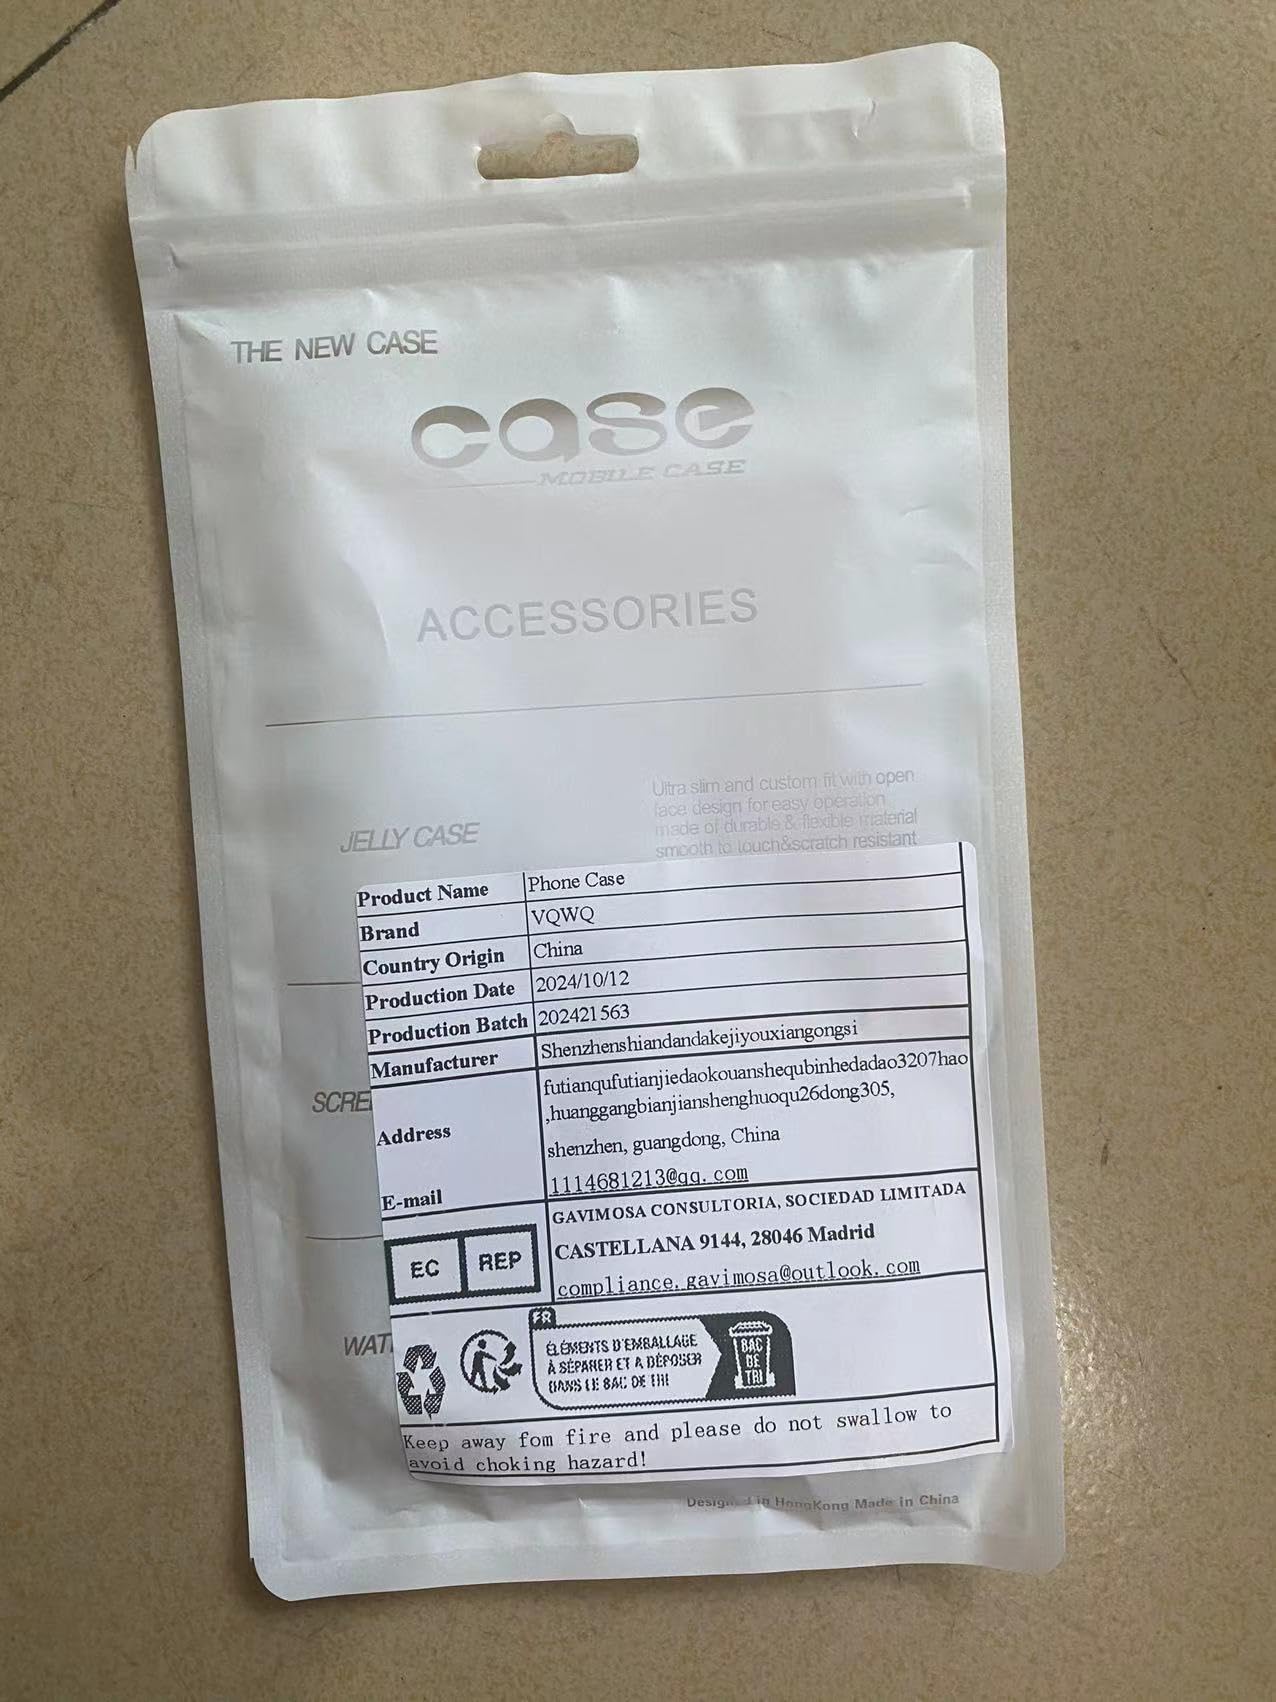 THE NEW CASE
case
MOBILE CASE
ACCESSORIES
Ultra slim and custom fit with open
face design for easy operation
made of durable & flexible material
smooth to touch&scratch resistant
JELLY CASE
Product Name Phone Case
Brand VQWQ
Country Origin China
Production Date 2024/10/12
Production Batch 202421563
Manufacturer Shenzhenshiandandakejiyouxiangongsi
futianqufutianjiedaokouanshequbinhedadao3207hao
,huanggangbianjianshenghuoqu26dong305,
Address
shenzhen, guangdong, China
E-mail 1114681213@qq.com
SCRE
EC REP
GAVIMOSA CONSULTORIA, SOCIEDAD LIMITADA
CASTELLANA 9144, 28046 Madrid
compliance.gavimosa@outlook.com
WAT
FR
ÉLÉMENTS D'EMBALLAGE
À SÉPARER ET À DÉPOSER
DANS LE BAC DE TRI
BAC
DE
TRI
Keep away fom fire and please do not swallow to
avoid choking hazard!
Designed in HongKong Made in China